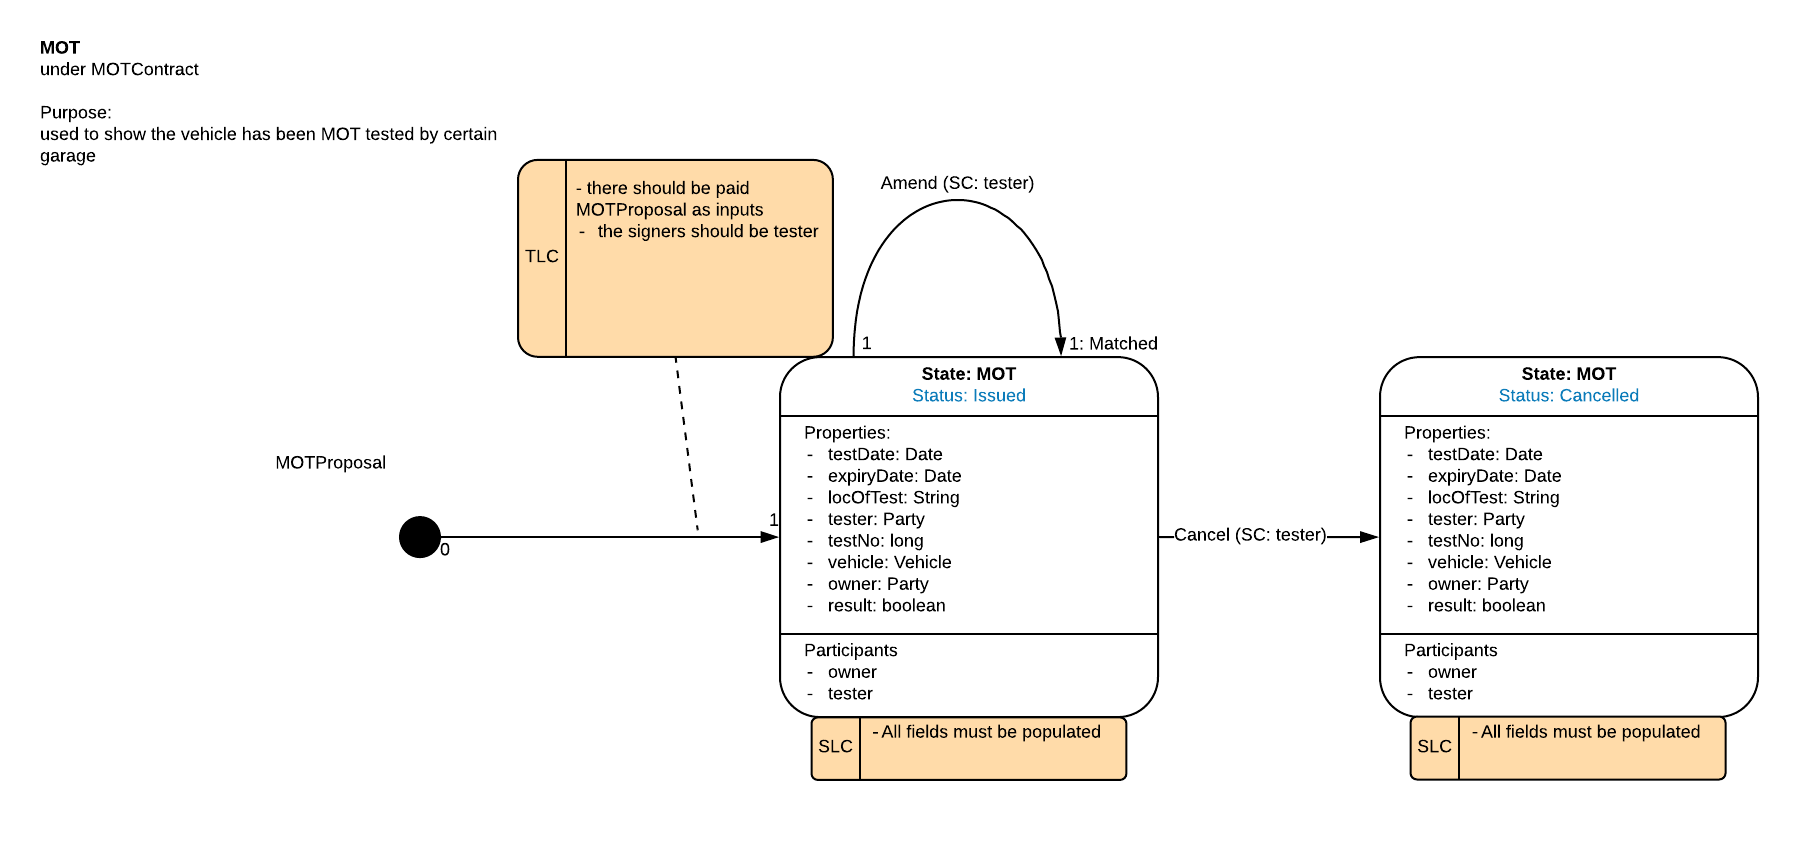 MOT
under MOTContract
Purpose:
used to show the vehicle has been MOT tested by certain
garage
TLC
- there should be paid
MOTProposal as inputs
- the signers should be tester
Amend (SC: tester)
1
1: Matched
MOTProposal
0
1
State: MOT
Status: Issued
Properties:
- testDate: Date
- expiryDate: Date
- locOfTest: String
- tester: Party
- testNo: long
- vehicle: Vehicle
- owner: Party
- result: boolean
Participants
- owner
- tester
SLC
- All fields must be populated
Cancel (SC: tester)
State: MOT
Status: Cancelled
Properties:
- testDate: Date
- expiryDate: Date
- locOfTest: String
- tester: Party
- testNo: long
- vehicle: Vehicle
- owner: Party
- result: boolean
Participants
- owner
- tester
SLC
- All fields must be populated